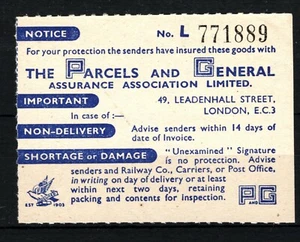 NOTICE No. L 771889
For your protection the senders have insured these goods with
THE PARCELS AND GENERAL
ASSURANCE ASSOCIATION LIMITED.
IMPORTANT 49, LEADENHALL STREET,
In case of :— LONDON, E.C.3
NON-DELIVERY Advise senders within 14 days of
date of Invoice.
SHORTAGE or DAMAGE "Unexamined" Signature
is no protection. Advise
senders and Railway Co., Carriers, or Post Office,
in writing on day of delivery or at least
within next two days, retaining
packing and contents for inspection.
EST 1903 P AND G